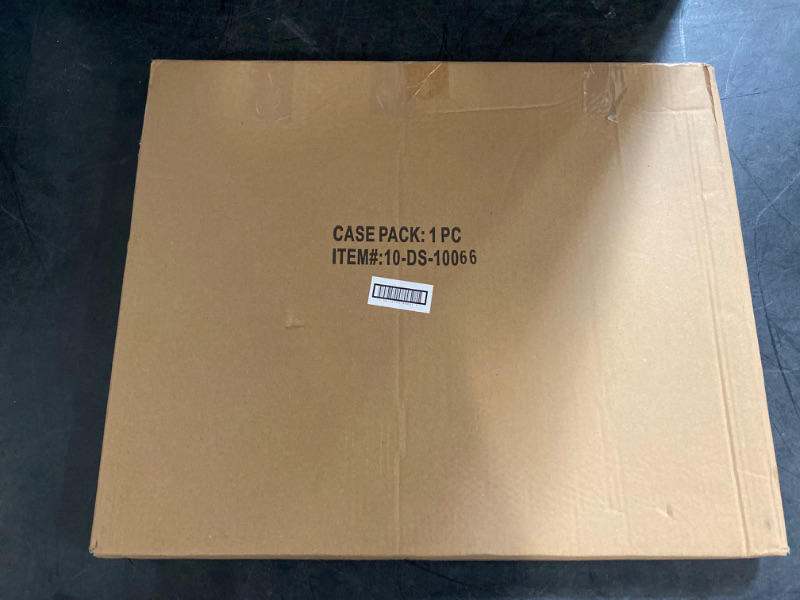 CASE PACK: 1 PC
ITEM#:10-DS-10066